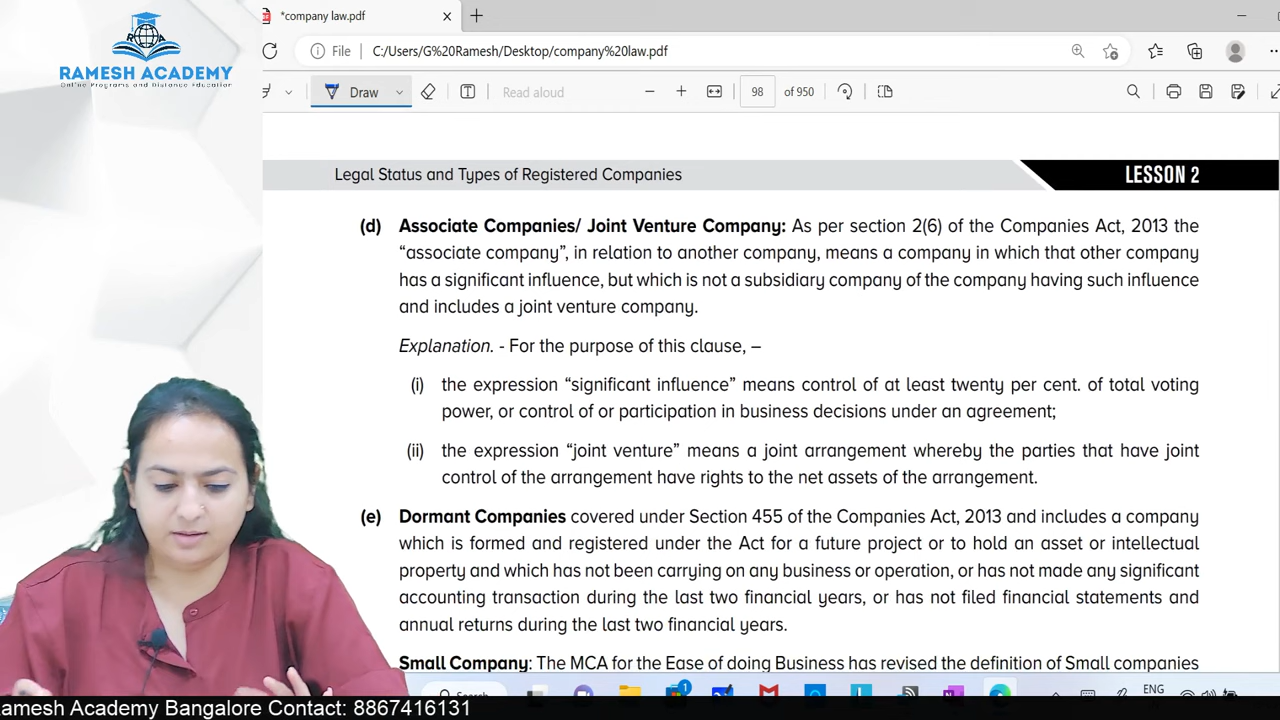 *company law.pdf
RAMESH ACADEMY
Online Programs and Distance Education
File C:/Users/G%20Ramesh/Desktop/company%20law.pdf
Draw Read aloud 98 of 950
Legal Status and Types of Registered Companies LESSON 2
(d) Associate Companies/ Joint Venture Company: As per section 2(6) of the Companies Act, 2013 the
“associate company”, in relation to another company, means a company in which that other company
has a significant influence, but which is not a subsidiary company of the company having such influence
and includes a joint venture company.
Explanation. - For the purpose of this clause, –
(i) the expression “significant influence” means control of at least twenty per cent. of total voting
power, or control of or participation in business decisions under an agreement;
(ii) the expression “joint venture” means a joint arrangement whereby the parties that have joint
control of the arrangement have rights to the net assets of the arrangement.
(e) Dormant Companies covered under Section 455 of the Companies Act, 2013 and includes a company
which is formed and registered under the Act for a future project or to hold an asset or intellectual
property and which has not been carrying on any business or operation, or has not made any significant
accounting transaction during the last two financial years, or has not filed financial statements and
annual returns during the last two financial years.
Small Company: The MCA for the Ease of doing Business has revised the definition of Small companies
ENG
Ramesh Academy Bangalore Contact: 8867416131